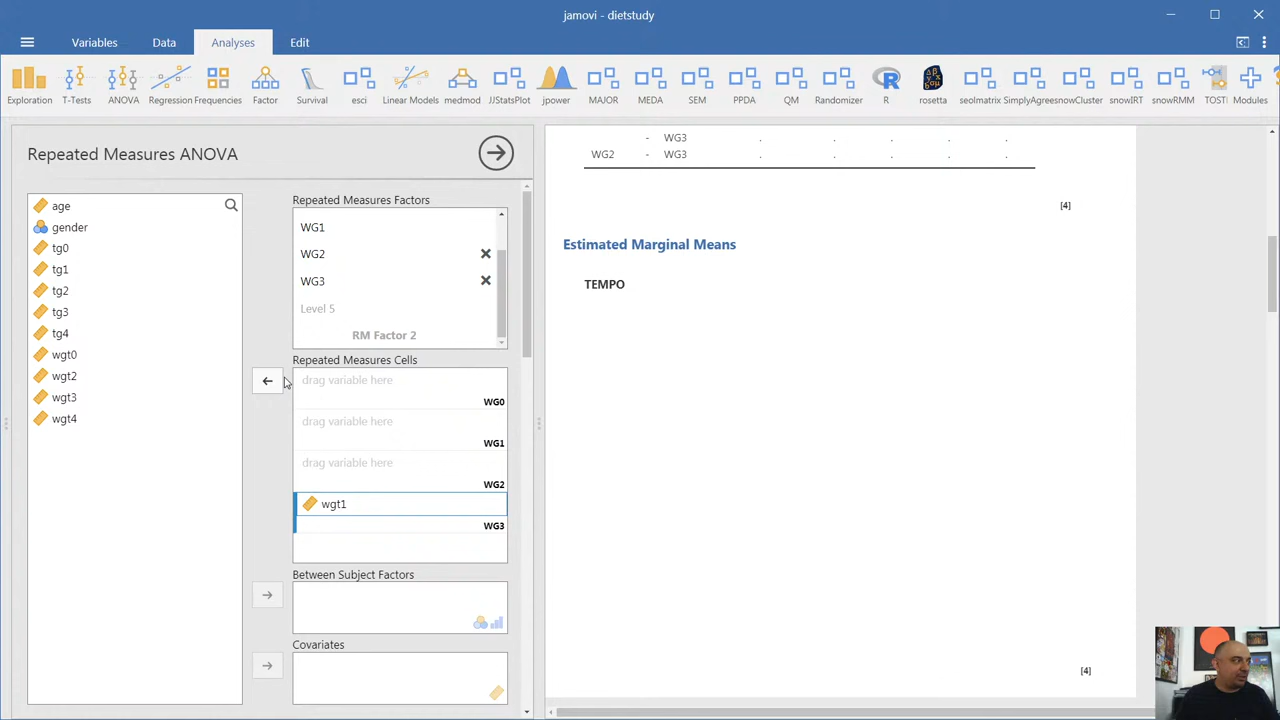 jamovi - dietstudy
Variables
Data
Analyses
Edit
Exploration
T-Tests
ANOVA
Regression
Frequencies
Factor
Survival
esci
Linear Models
medmod
JJStatsPlot
jpower
MAJOR
MEDA
SEM
PPDA
QM
Randomizer
R
rosetta
seolmatrix
SimplyAgree
snowCluster
snowIRT
snowRMM
TOST
Modules
Repeated Measures ANOVA
age
gender
tg0
tg1
tg2
tg3
tg4
wgt0
wgt2
wgt3
wgt4
Repeated Measures Factors
WG1
WG2
WG3
Level 5
RM Factor 2
Repeated Measures Cells
drag variable here
WG0
drag variable here
WG1
drag variable here
WG2
wgt1
WG3
Between Subject Factors
Covariates
- WG3 . . . . .
WG2 - WG3 . . . . .
[4]
Estimated Marginal Means
TEMPO
[4]